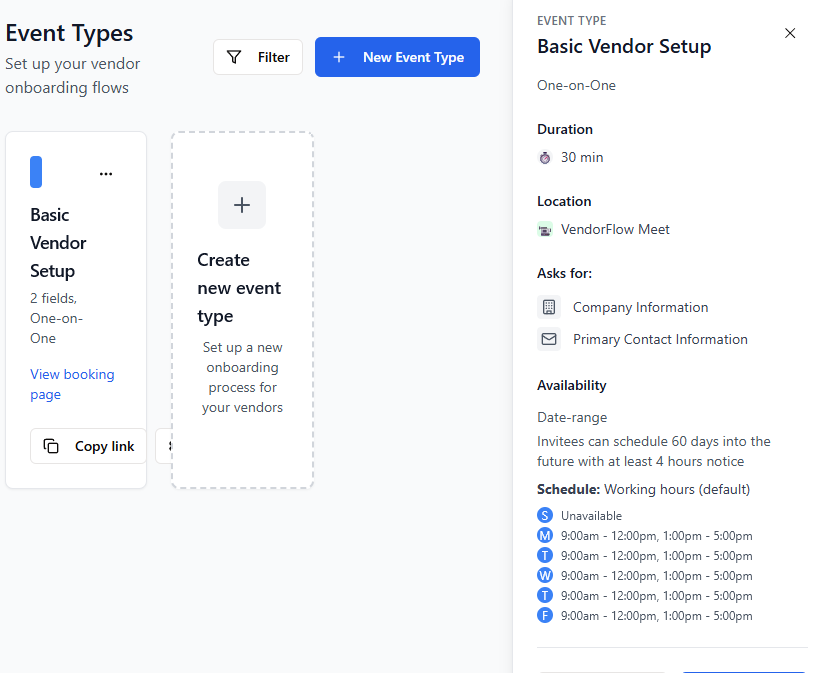 Event Types
Set up your vendor
onboarding flows
Filter
New Event Type
Basic
Vendor
Setup
2 fields,
One-on-
One
View booking
page
Copy link
Create
new event
type
Set up a new
onboarding
process for
your vendors
EVENT TYPE
Basic Vendor Setup
One-on-One
Duration
30 min
Location
VendorFlow Meet
Asks for:
Company Information
Primary Contact Information
Availability
Date-range
Invitees can schedule 60 days into the
future with at least 4 hours notice
Schedule: Working hours (default)
S Unavailable
M 9:00am - 12:00pm, 1:00pm - 5:00pm
T 9:00am - 12:00pm, 1:00pm - 5:00pm
W 9:00am - 12:00pm, 1:00pm - 5:00pm
T 9:00am - 12:00pm, 1:00pm - 5:00pm
F 9:00am - 12:00pm, 1:00pm - 5:00pm